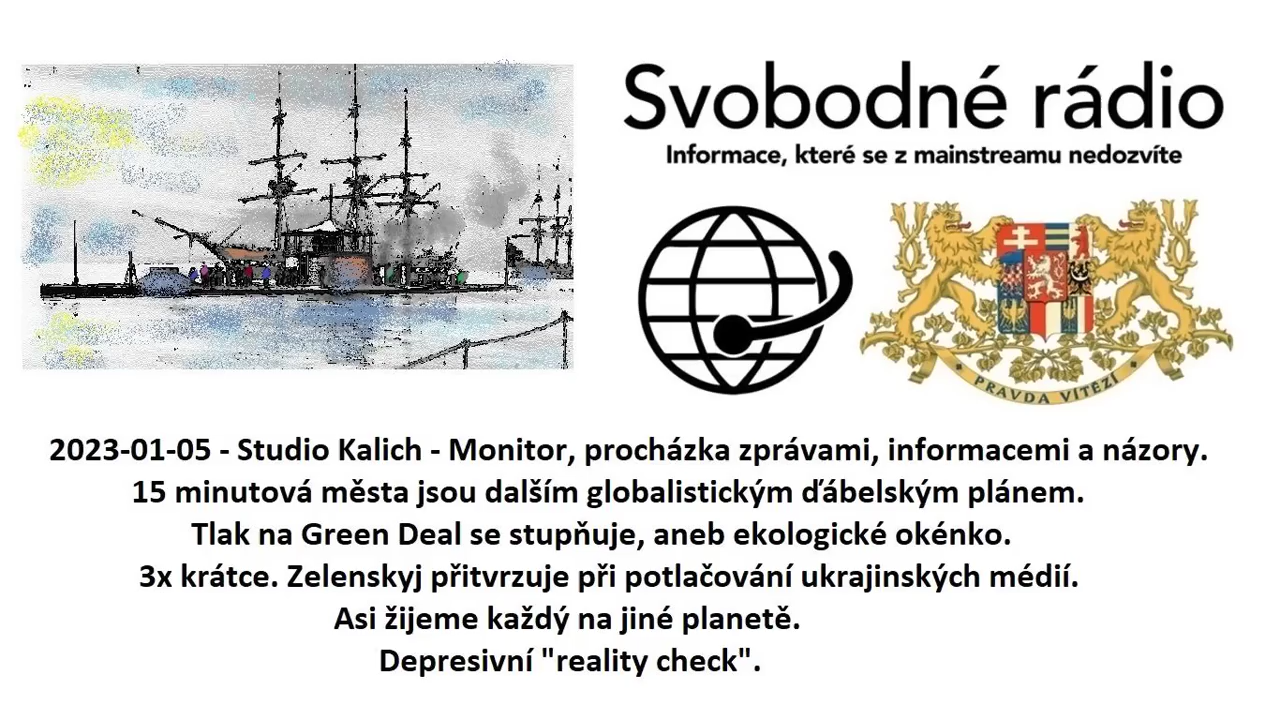 Svobodné rádio
Informace, které se z mainstreamu nedozvíte
PRAVDA VÍTĚZÍ
2023-01-05 - Studio Kalich - Monitor, procházka zprávami, informacemi a názory.
15 minutová města jsou dalším globalistickým ďábelským plánem.
Tlak na Green Deal se stupňuje, aneb ekologické okénko.
3x krátce. Zelenskyj přitvrzuje při potlačování ukrajinských médií.
Asi žijeme každý na jiné planetě.
Depresivní "reality check".